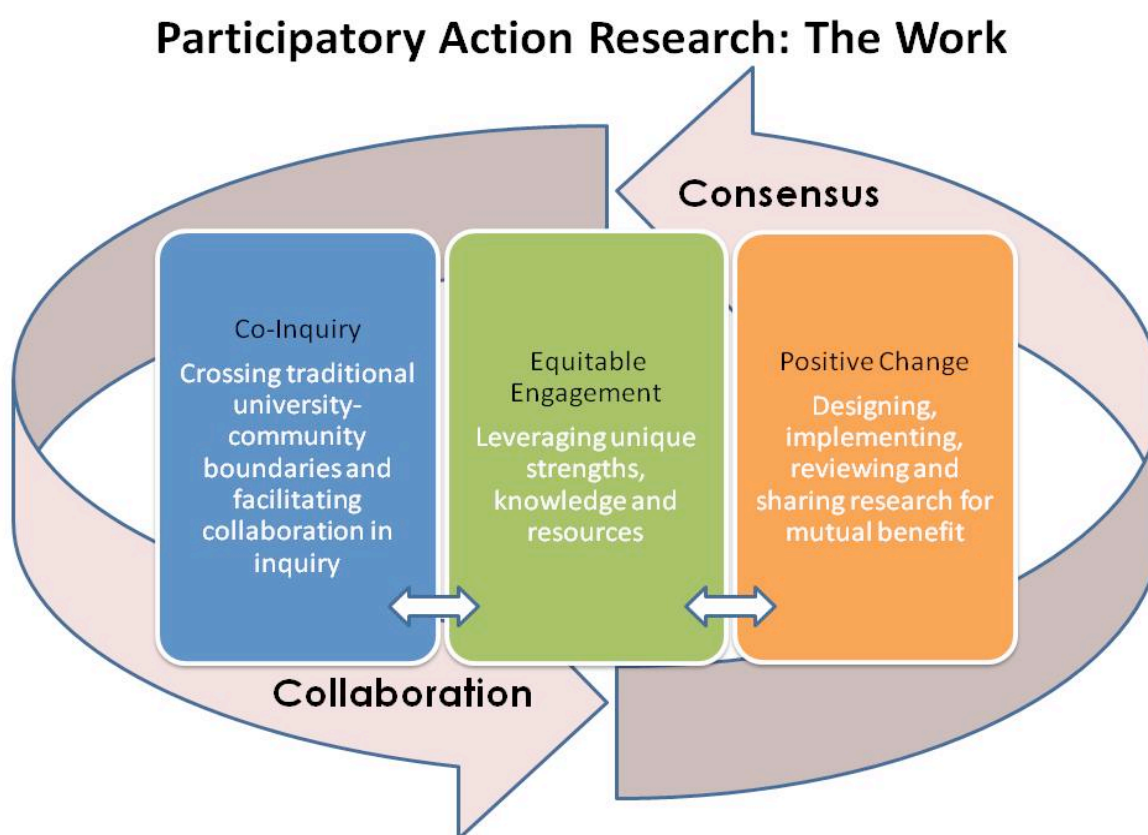 Participatory Action Research: The Work
Consensus
Co-Inquiry
Crossing traditional
university-
community
boundaries and
facilitating
collaboration in
inquiry
Equitable
Engagement
Leveraging unique
strengths,
knowledge and
resources
Positive Change
Designing,
implementing,
reviewing and
sharing research for
mutual benefit
Collaboration